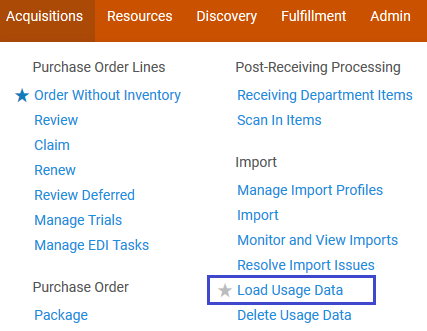 Acquisitions Resources Discovery Fulfillment Admin
Purchase Order Lines
Order Without Inventory
Review
Claim
Renew
Review Deferred
Manage Trials
Manage EDI Tasks
Purchase Order
Package
Post-Receiving Processing
Receiving Department Items
Scan In Items
Import
Manage Import Profiles
Import
Monitor and View Imports
Resolve Import Issues
Load Usage Data
Delete Usage Data